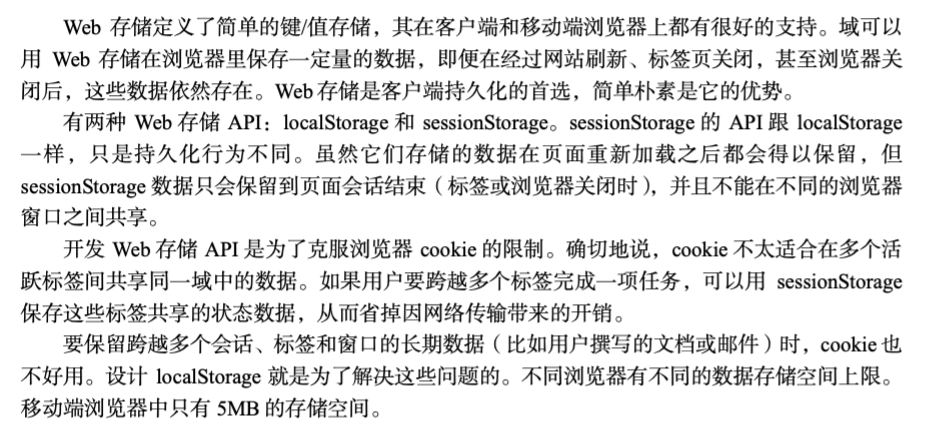 Web 存储定义了简单的键/值存储，其在客户端和移动端浏览器上都有很好的支持。域可以
用 Web 存储在浏览器里保存一定量的数据，即便在经过网站刷新、标签页关闭，甚至浏览器关
闭后，这些数据依然存在。Web 存储是客户端持久化的首选，简单朴素是它的优势。
有两种 Web 存储 API：localStorage 和 sessionStorage。sessionStorage 的 API 跟 localStorage
一样，只是持久化行为不同。虽然它们存储的数据在页面重新加载之后都会得以保留，但
sessionStorage 数据只会保留到页面会话结束（标签或浏览器关闭时），并且不能在不同的浏览器
窗口之间共享。
开发 Web 存储 API 是为了克服浏览器 cookie 的限制。确切地说，cookie 不太适合在多个活
跃标签间共享同一域中的数据。如果用户要跨越多个标签完成一项任务，可以用 sessionStorage
保存这些标签共享的状态数据，从而省掉因网络传输带来的开销。
要保留跨越多个会话、标签和窗口的长期数据（比如用户撰写的文档或邮件）时，cookie 也
不好用。设计 localStorage 就是为了解决这些问题的。不同浏览器有不同的数据存储空间上限。
移动端浏览器中只有 5MB 的存储空间。